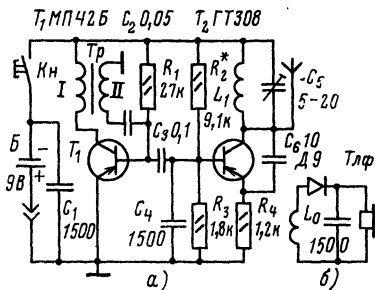 T₁ МП42Б C₂ 0,05 T₂ ГТ308
Кн
I
Тр
II
R₁
27к
R₂*
9,1к
L₁
C₅
5-20
Б
9В
C₁
1500
T₁
C₃ 0,1
C₄
1500
R₃
1,8к
R₄
1,2к
C₆ 10
Д9
L₀
1500
Тлф
а)
б)